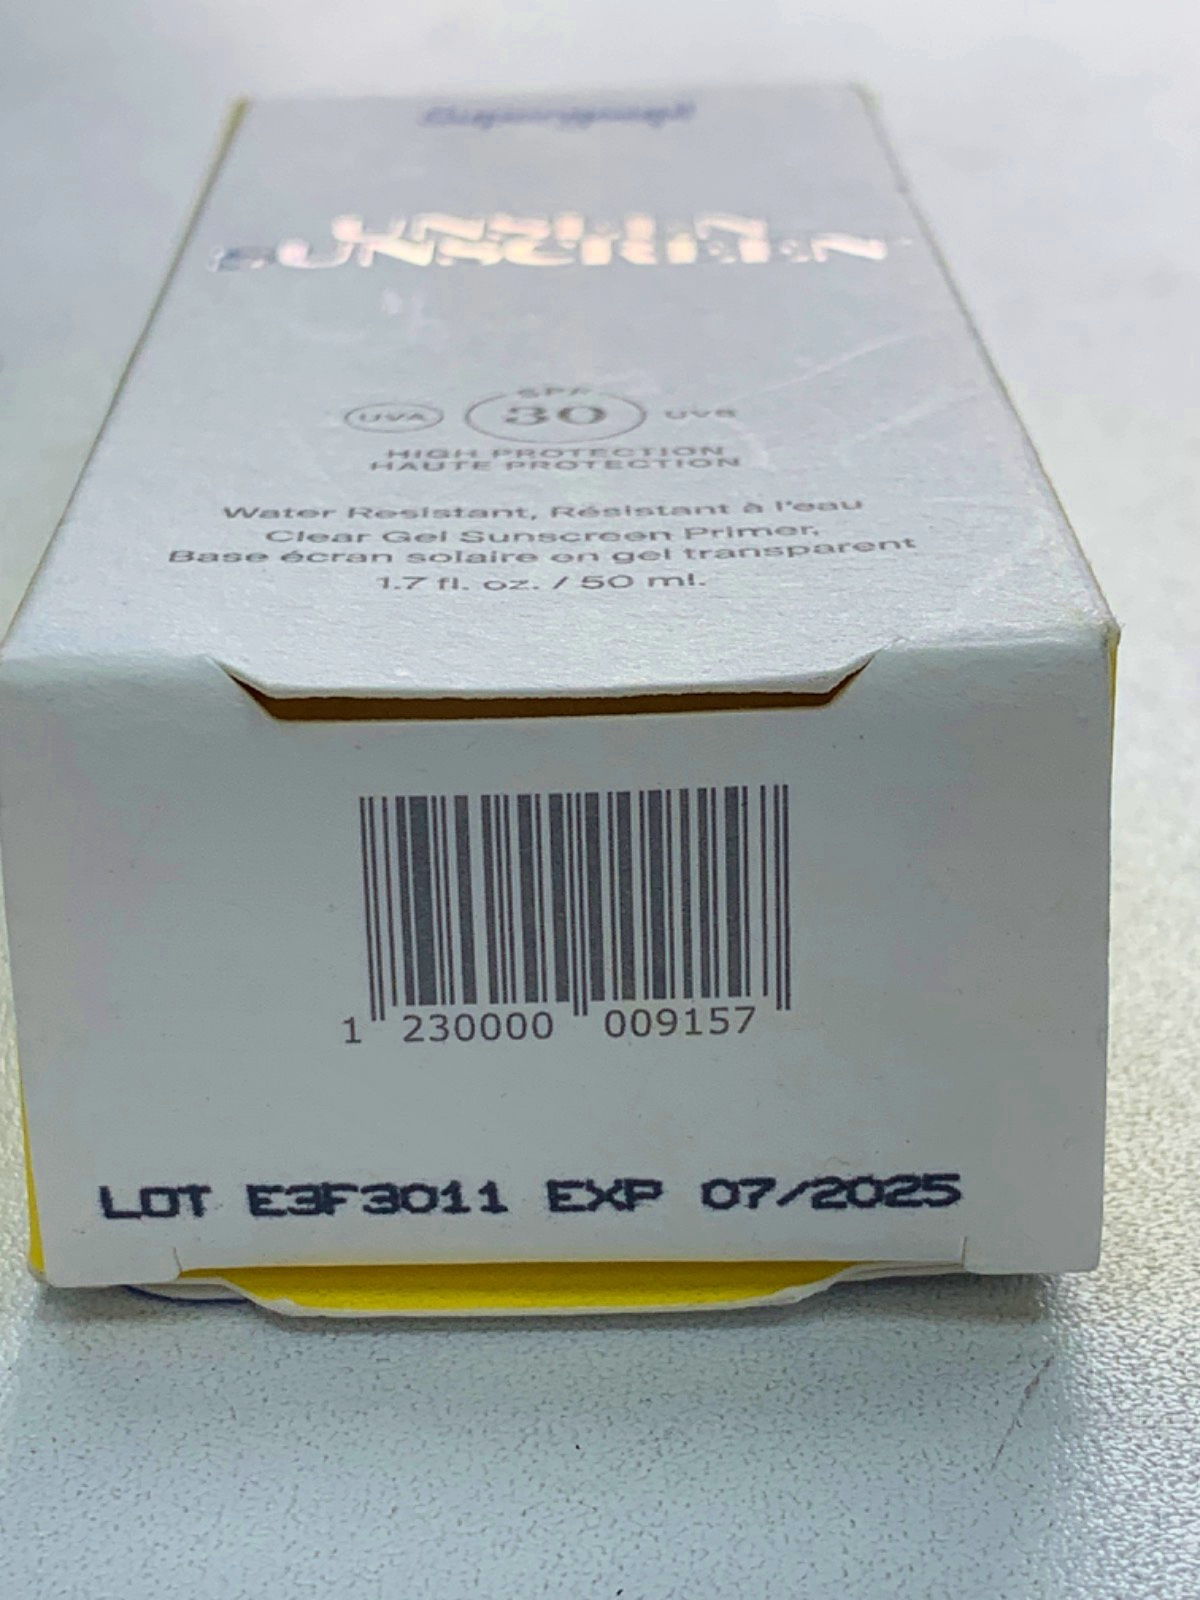 Supergoop!
UNSEEN
SUNSCREEN
UVA SPF 30 UVB
HIGH PROTECTION
HAUTE PROTECTION
Water Resistant, Résistant à l'eau
Clear Gel Sunscreen Primer,
Base écran solaire en gel transparent
1.7 fl. oz. / 50 ml.
1 230000 009157
LOT E3F3011 EXP 07/2025